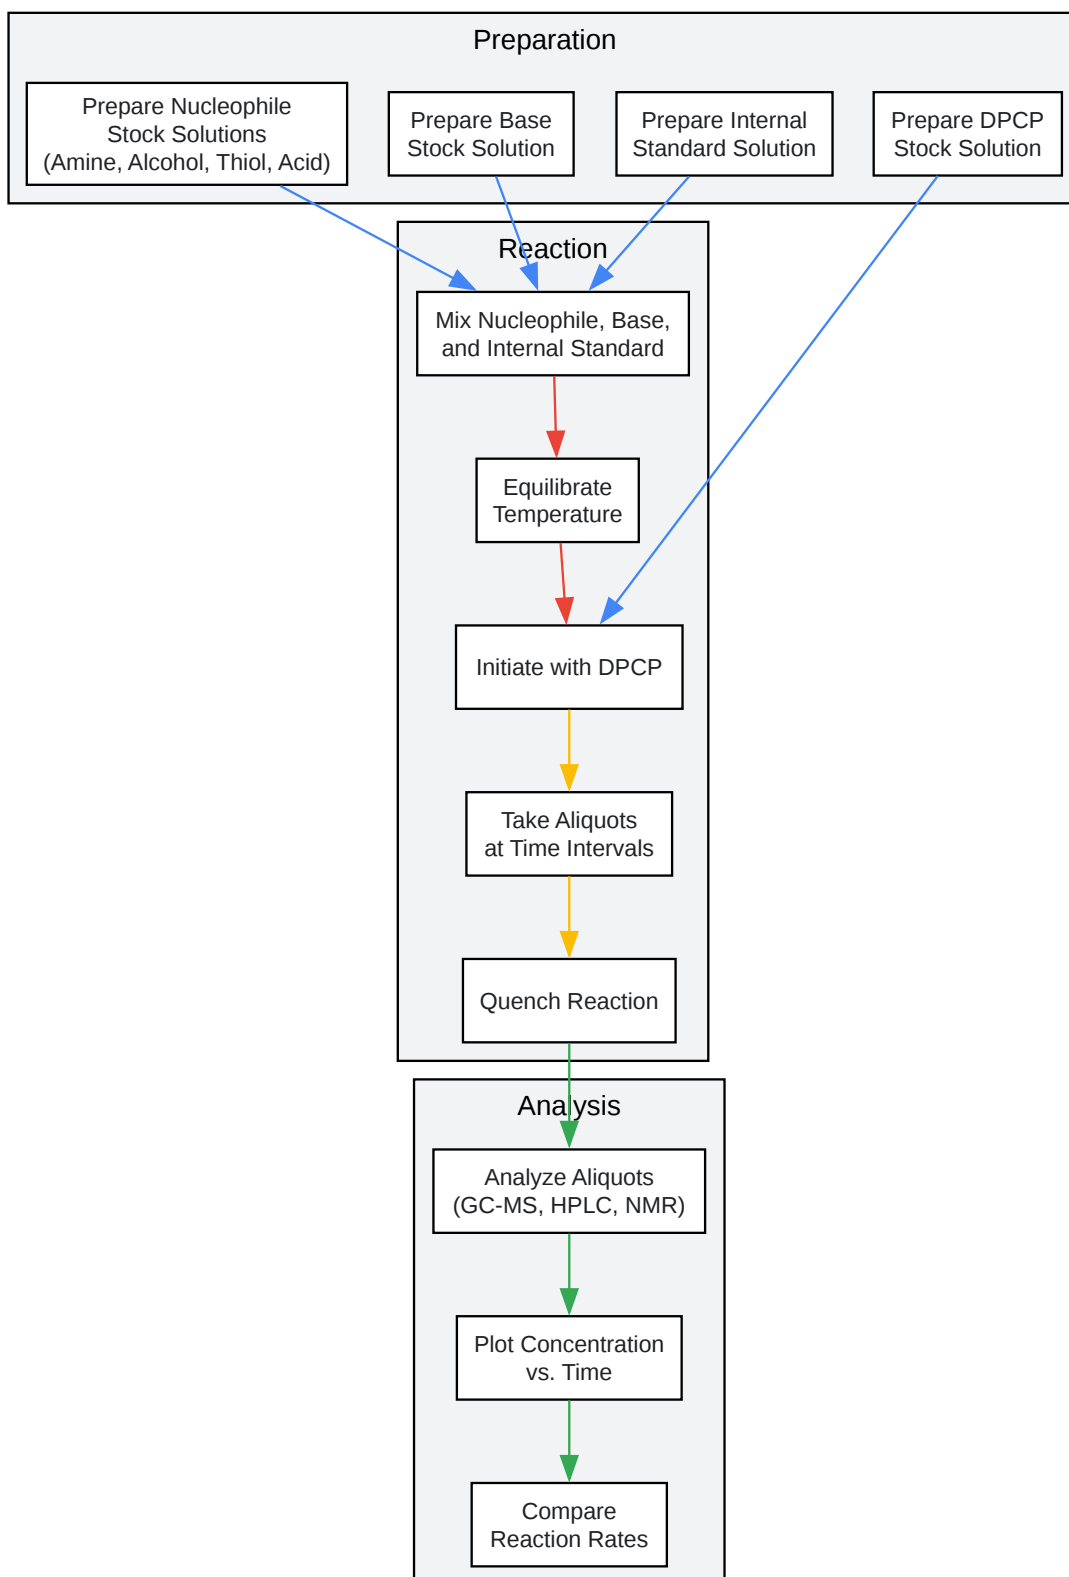 Preparation
Prepare Nucleophile
Stock Solutions
(Amine, Alcohol, Thiol, Acid)
Prepare Base
Stock Solution
Prepare Internal
Standard Solution
Prepare DPCP
Stock Solution
Reaction
Mix Nucleophile, Base,
and Internal Standard
Equilibrate
Temperature
Initiate with DPCP
Take Aliquots
at Time Intervals
Quench Reaction
Analysis
Analyze Aliquots
(GC-MS, HPLC, NMR)
Plot Concentration
vs. Time
Compare
Reaction Rates